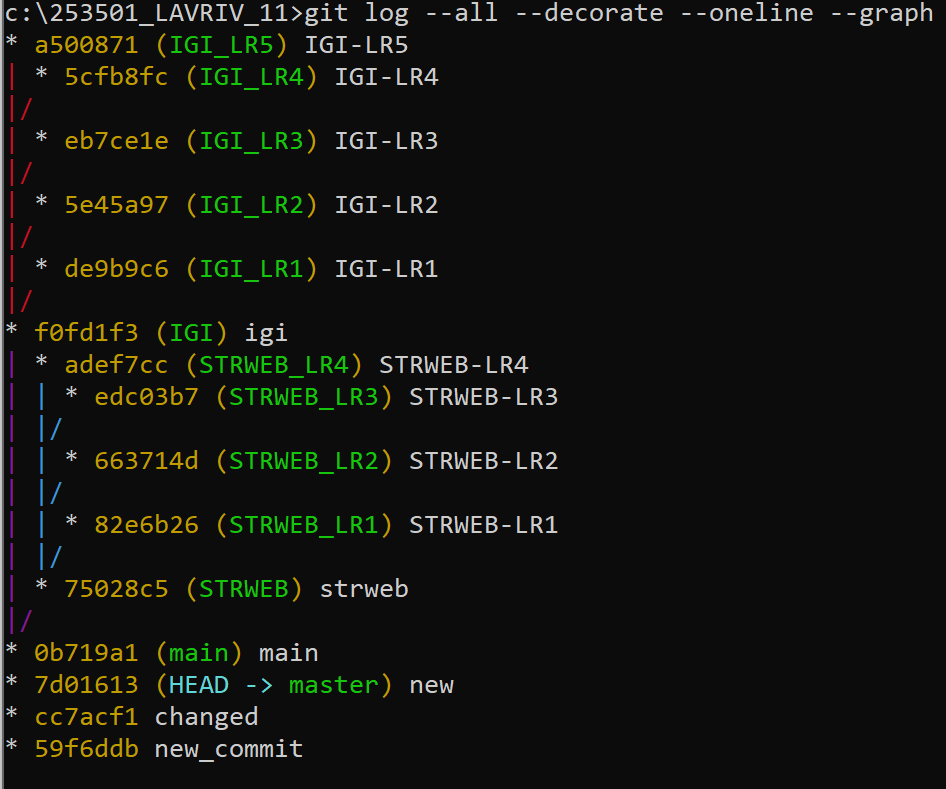 c:\253501_LAVRIV_11>git log --all --decorate --oneline --graph
* a500871 (IGI_LR5) IGI-LR5
| * 5cfb8fc (IGI_LR4) IGI-LR4
|/
| * eb7ce1e (IGI_LR3) IGI-LR3
|/
| * 5e45a97 (IGI_LR2) IGI-LR2
|/
| * de9b9c6 (IGI_LR1) IGI-LR1
|/
* f0fd1f3 (IGI) igi
| * adef7cc (STRWEB_LR4) STRWEB-LR4
| | * edc03b7 (STRWEB_LR3) STRWEB-LR3
| |/
| | * 663714d (STRWEB_LR2) STRWEB-LR2
| |/
| | * 82e6b26 (STRWEB_LR1) STRWEB-LR1
| |/
| * 75028c5 (STRWEB) strweb
|/
* 0b719a1 (main) main
* 7d01613 (HEAD -> master) new
* cc7acf1 changed
* 59f6ddb new_commit